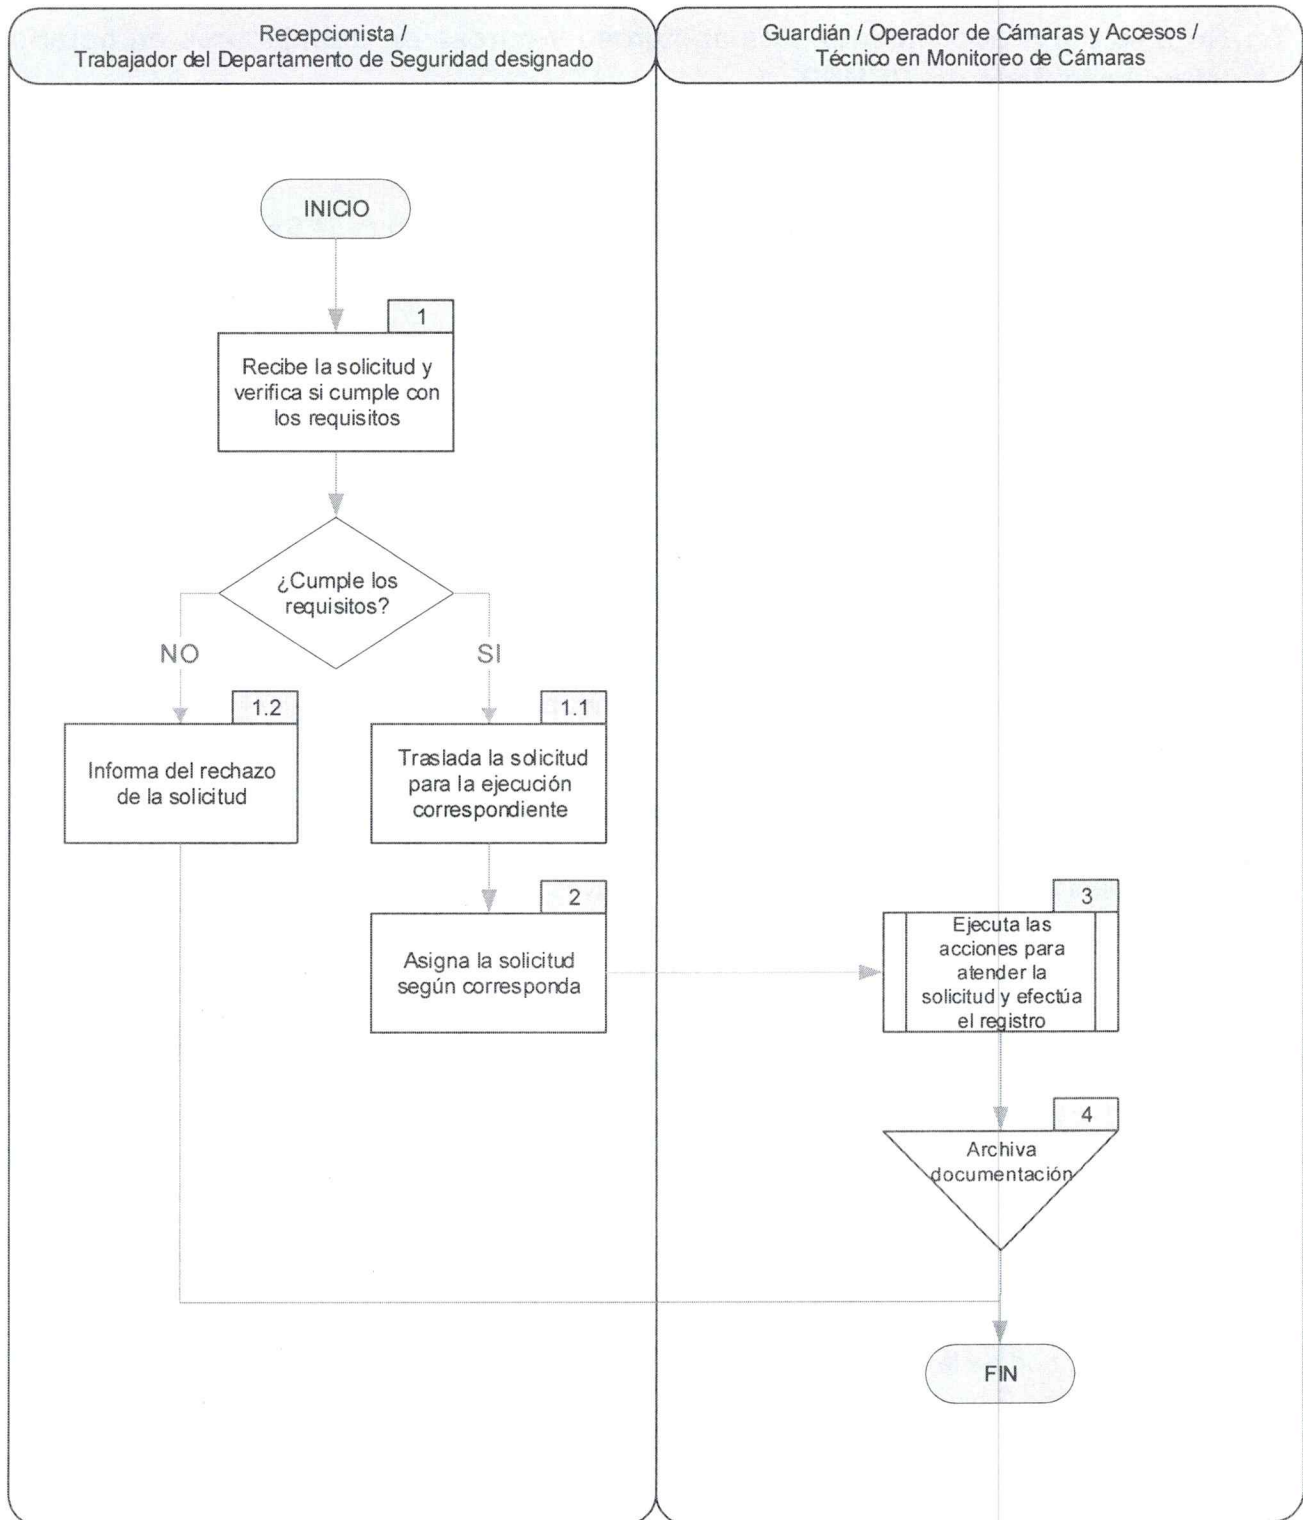 Recepcionista /
Trabajador del Departamento de Seguridad designado
Guardián / Operador de Cámaras y Accesos /
Técnico en Monitoreo de Cámaras
INICIO
1
Recibe la solicitud y
verifica si cumple con
los requisitos
¿Cumple los
requisitos?
NO
SI
1.2
Informa del rechazo
de la solicitud
1.1
Traslada la solicitud
para la ejecución
correspondiente
2
Asigna la solicitud
según corresponda
3
Ejecuta las
acciones para
atender la
solicitud y efectúa
el registro
4
Archiva
documentación
FIN